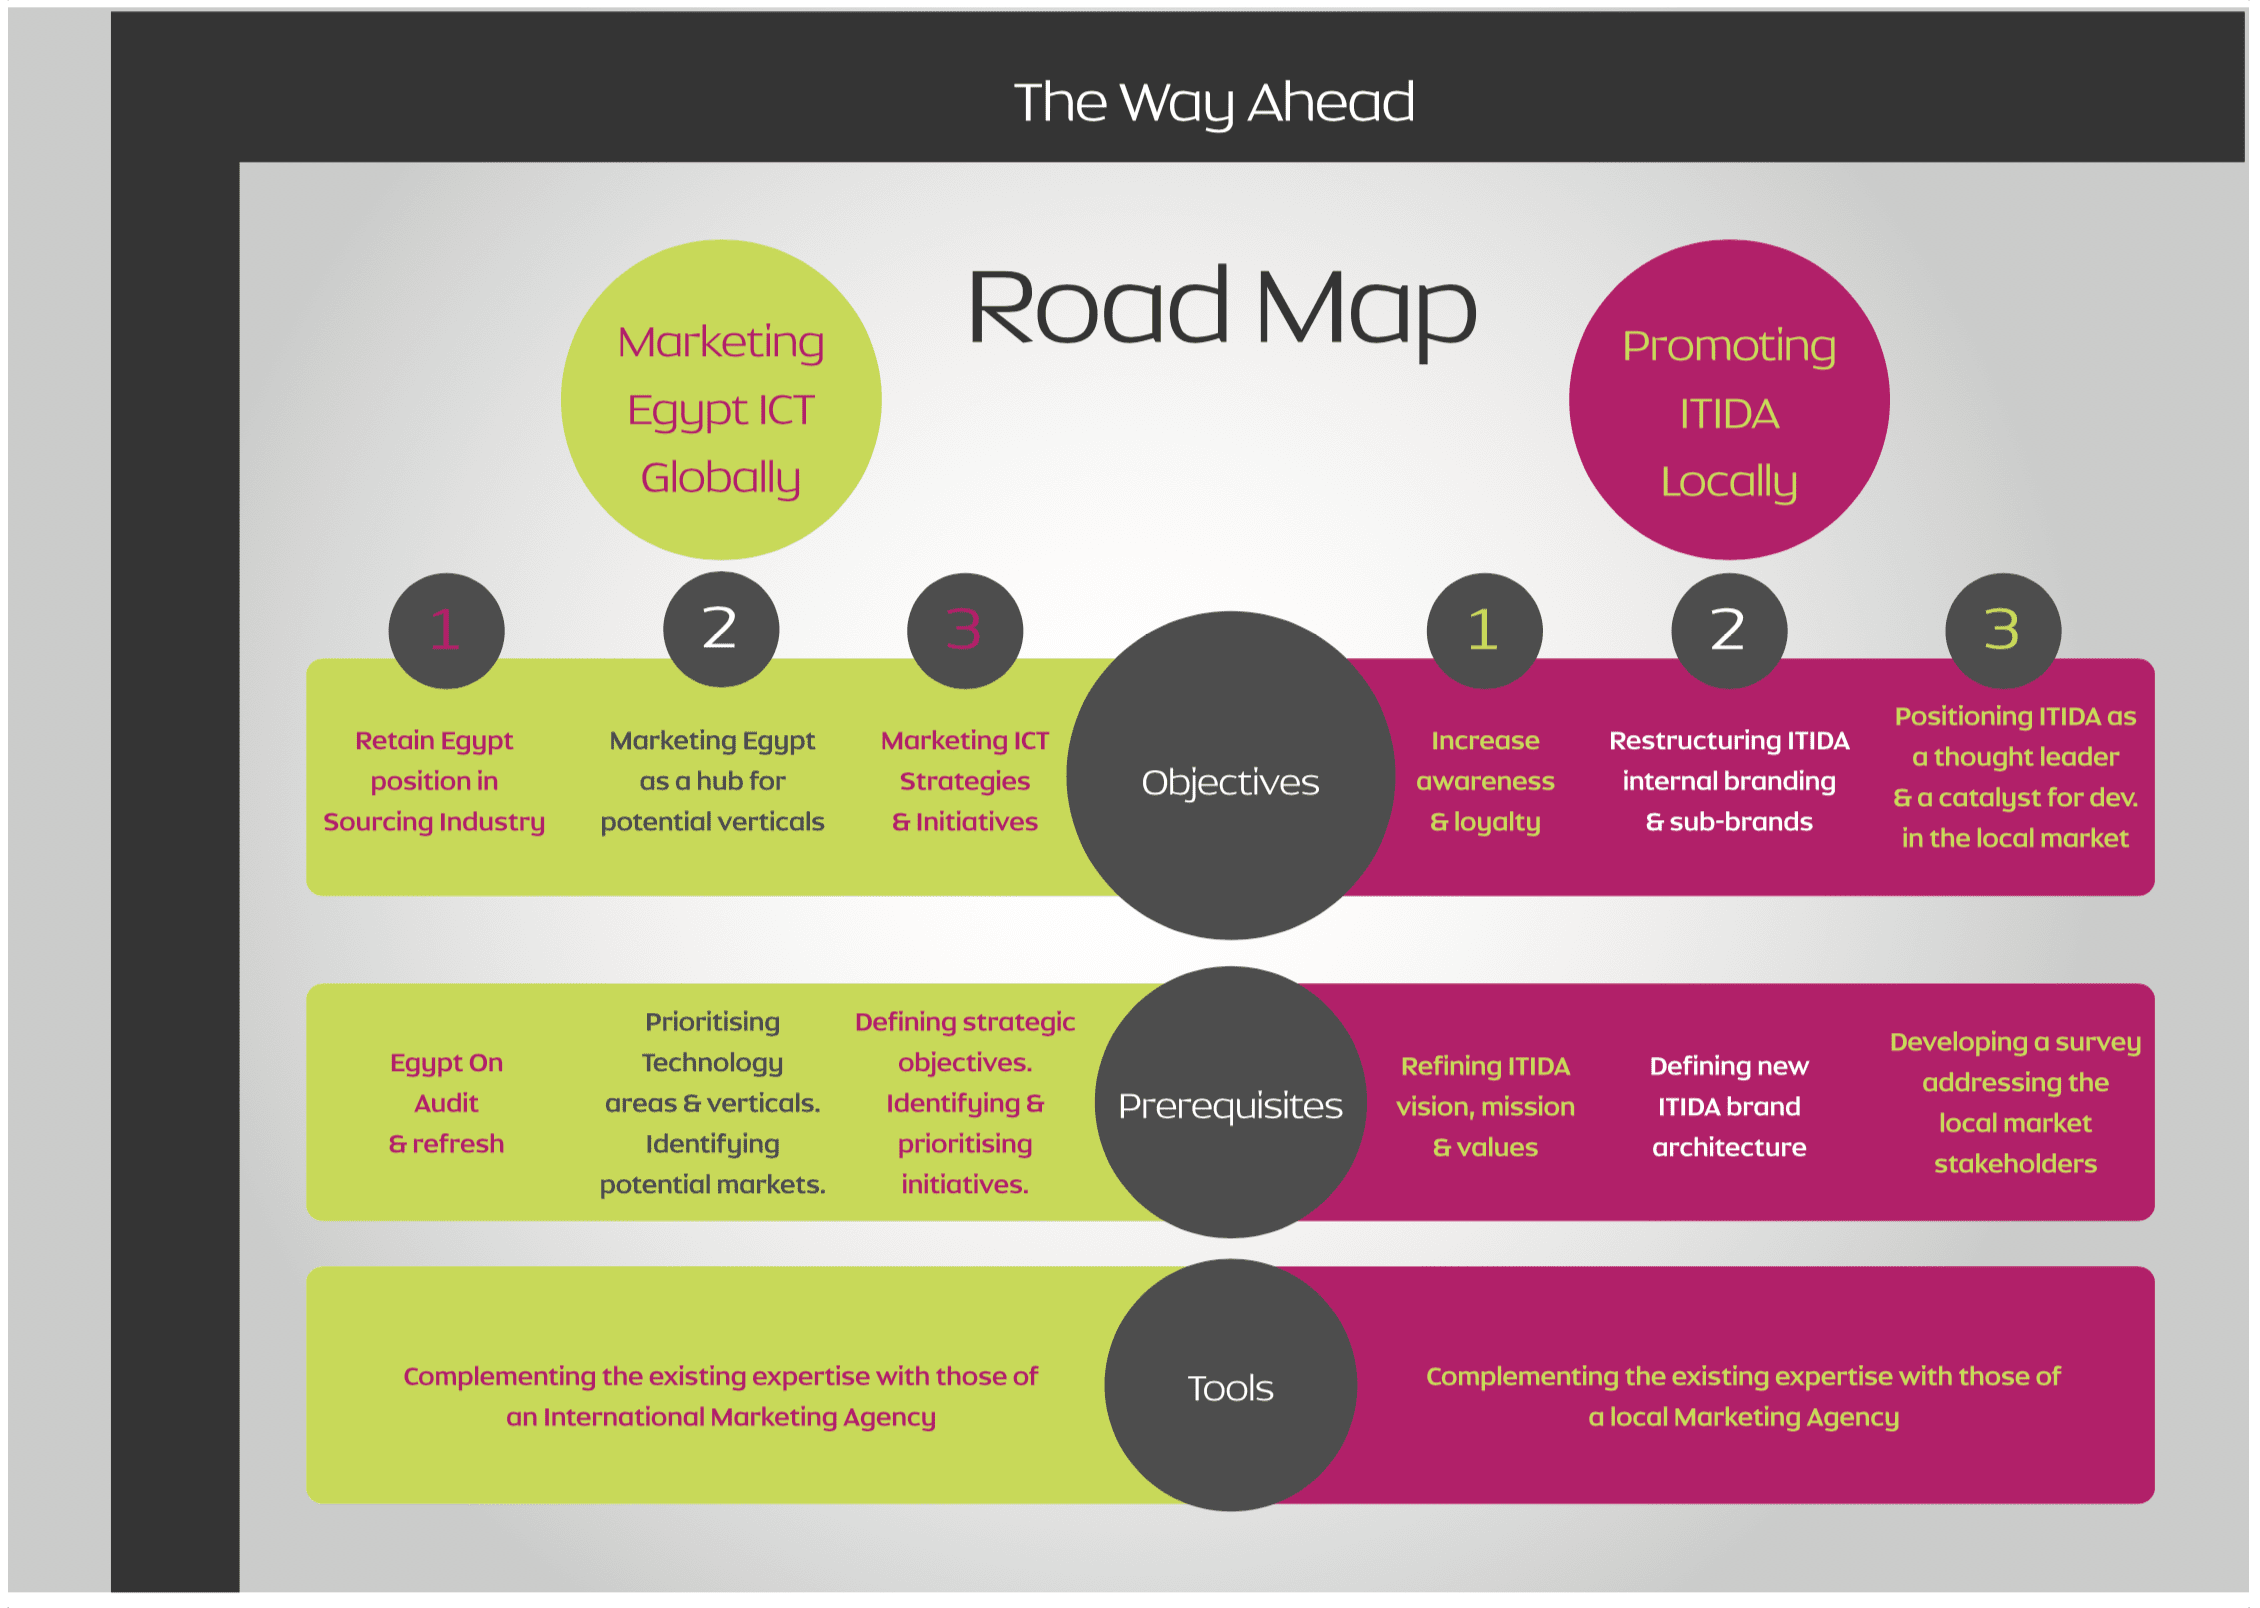 The Way Ahead
Road Map
Marketing
Egypt ICT
Globally
Promoting
ITIDA
Locally
1
2
3
1
2
3
Retain Egypt
position in
Sourcing Industry
Marketing Egypt
as a hub for
potential verticals
Marketing ICT
Strategies
& Initiatives
Objectives
Increase
awareness
& loyalty
Restructuring ITIDA
internal branding
& sub-brands
Positioning ITIDA as
a thought leader
& a catalyst for dev.
in the local market
Egypt On
Audit
& refresh
Prioritising
Technology
areas & verticals.
Identifying
potential markets.
Defining strategic
objectives.
Identifying &
prioritising
initiatives.
Prerequisites
Refining ITIDA
vision, mission
& values
Defining new
ITIDA brand
architecture
Developing a survey
addressing the
local market
stakeholders
Complementing the existing expertise with those of
an International Marketing Agency
Tools
Complementing the existing expertise with those of
a local Marketing Agency